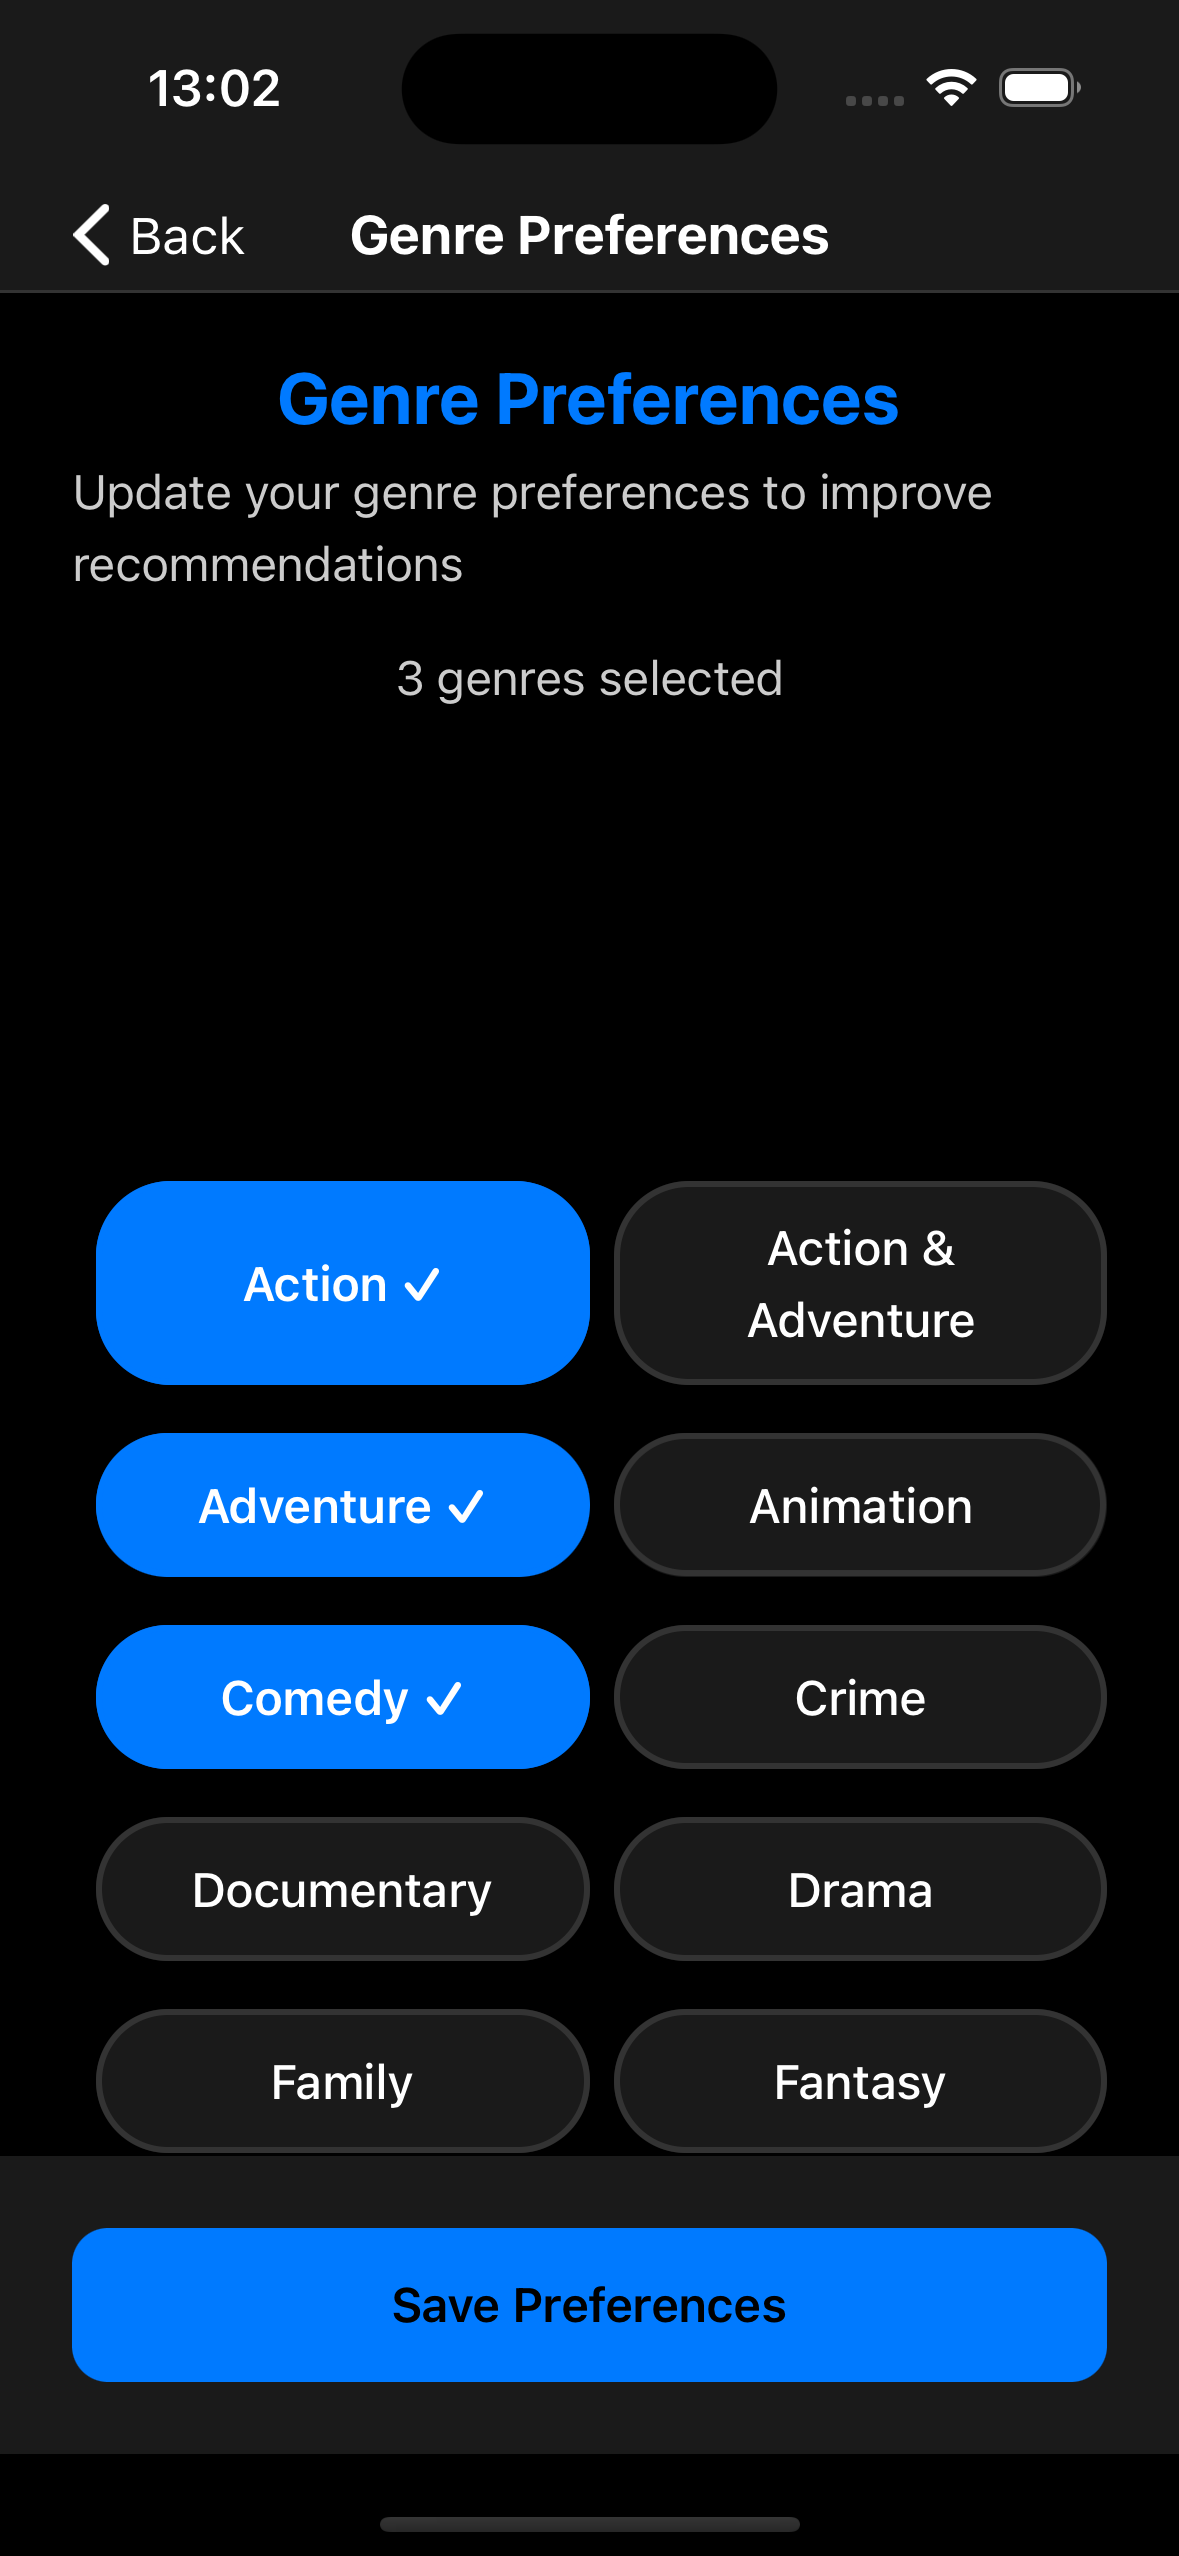 13:02
Back
Genre Preferences
Genre Preferences
Update your genre preferences to improve
recommendations
3 genres selected
Action ✓
Action &
Adventure
Adventure ✓
Animation
Comedy ✓
Crime
Documentary
Drama
Family
Fantasy
Save Preferences